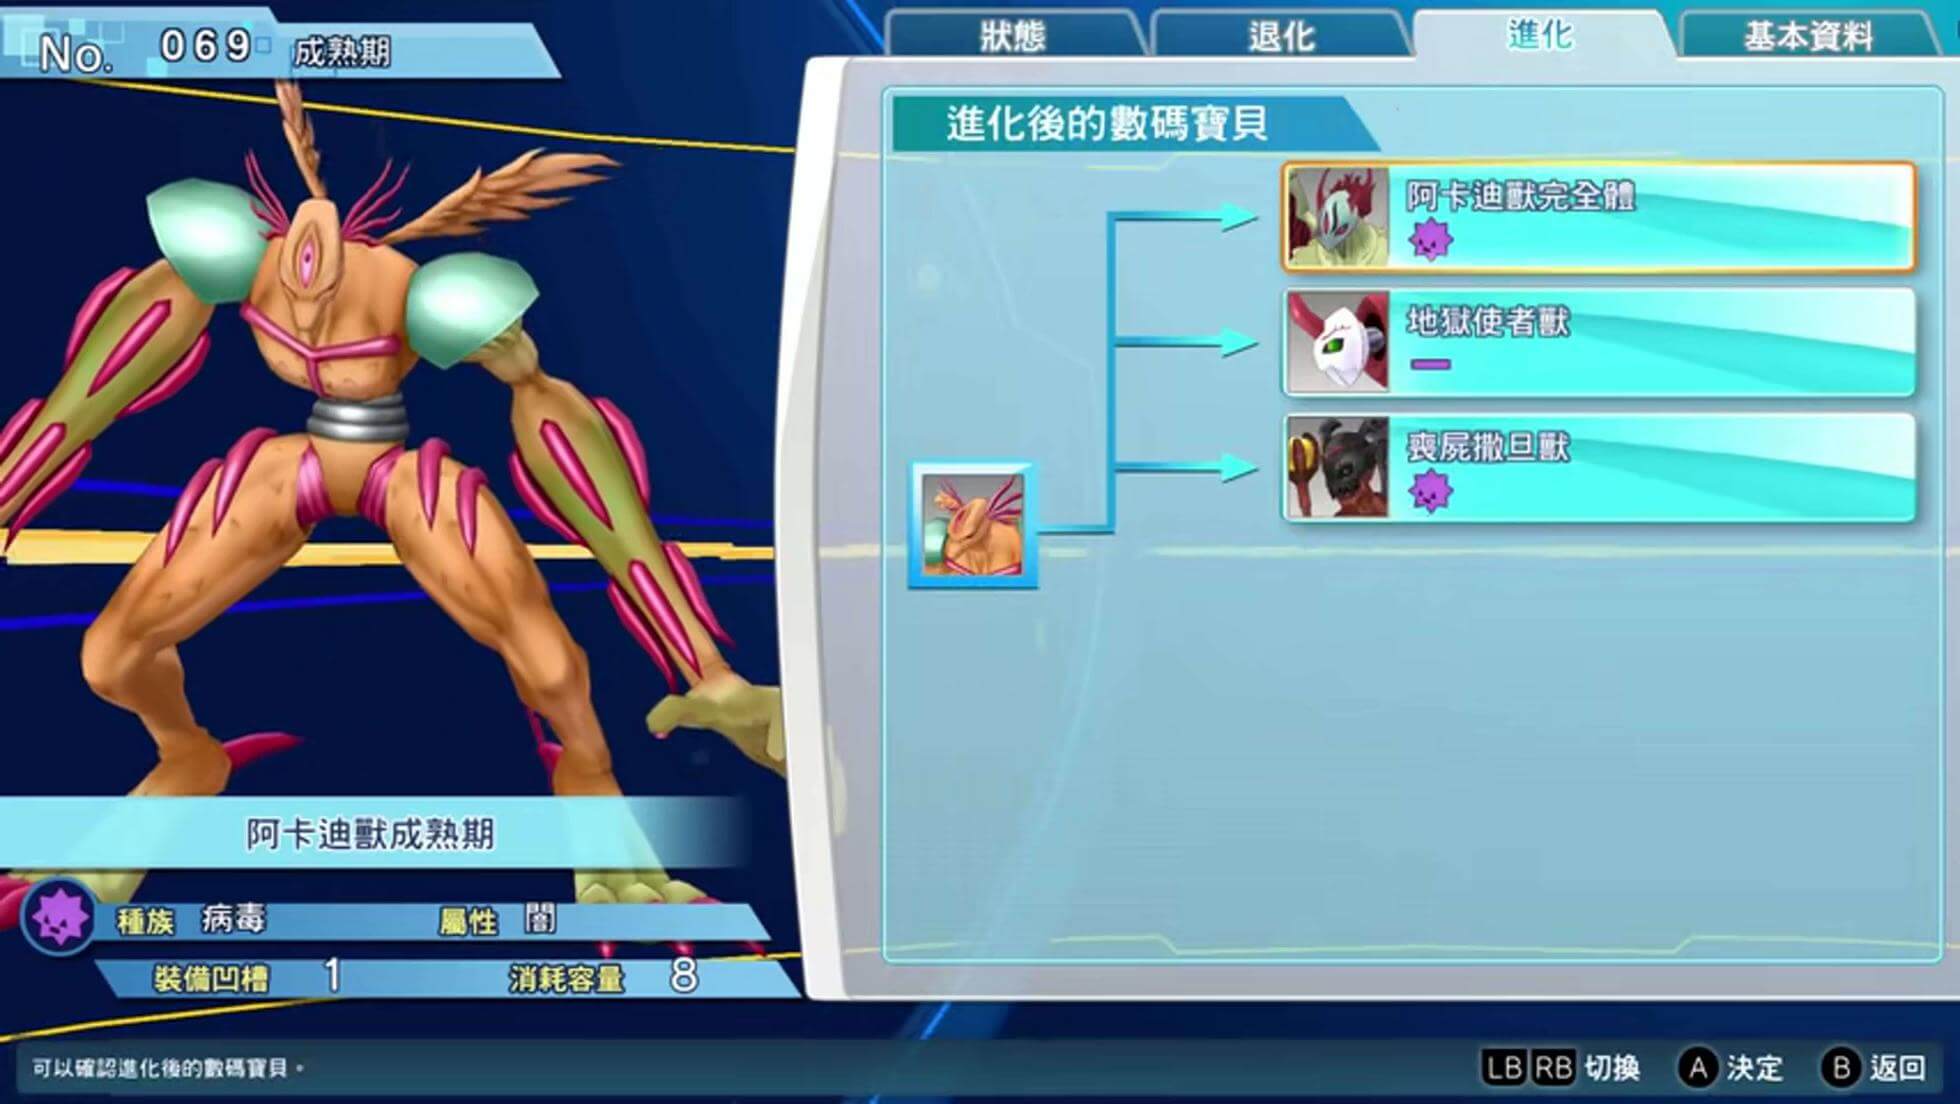 No. 069 成熟期
狀態 退化 進化 基本資料
進化後的數碼寶貝
阿卡迪獸完全體
地獄使者獸
喪屍撒旦獸
阿卡迪獸成熟期
種族 病毒 屬性 闇
裝備凹槽 1 消耗容量 8
可以確認進化後的數碼寶貝。
LB RB 切換 A 決定 B 返回